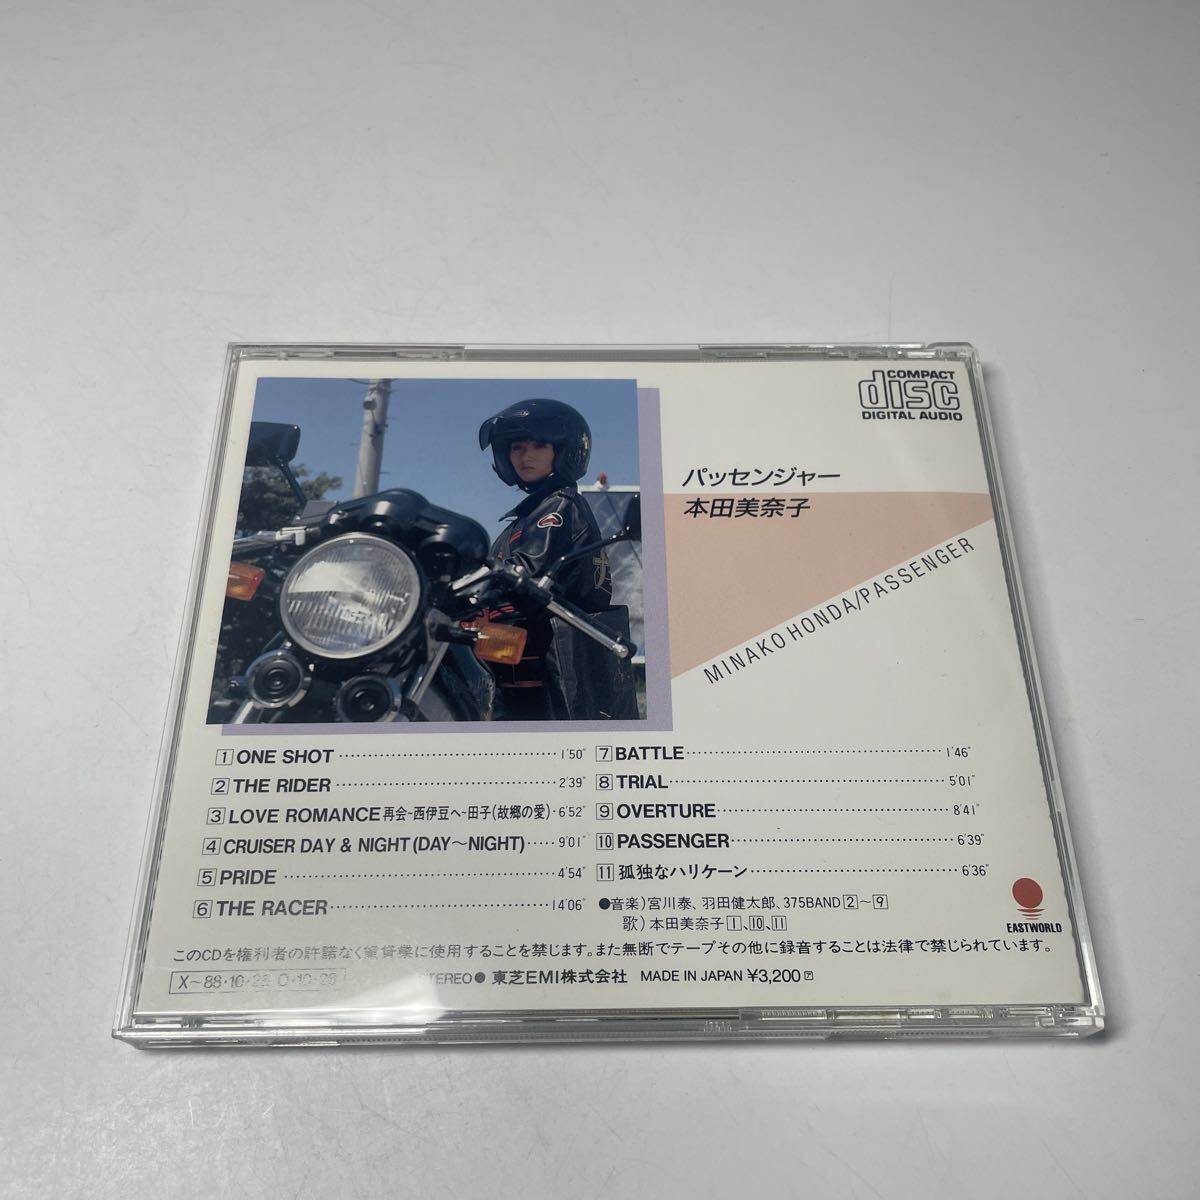 COMPACT
disc
DIGITAL AUDIO
パッセンジャー
本田美奈子
MINAKO HONDA/PASSENGER
1 ONE SHOT 1'50"
2 THE RIDER 2'39"
3 LOVE ROMANCE 再会~西伊豆へ~田子(故郷の愛) 6'52"
4 CRUISER DAY & NIGHT (DAY～NIGHT) 9'01"
5 PRIDE 4'54"
6 THE RACER 14'06"
7 BATTLE 1'46"
8 TRIAL 5'01"
9 OVERTURE 8'41"
10 PASSENGER 6'39"
11 孤独なハリケーン 6'36"
●音楽)宮川泰、羽田健太郎、375BAND2～9
歌)本田美奈子1、10、11
EASTWORLD
このCDを権利者の許諾なく賃貸業に使用することを禁じます。また無断でテープその他に録音することは法律で禁じられています。
STEREO● 東芝EMI株式会社 MADE IN JAPAN ¥3,200